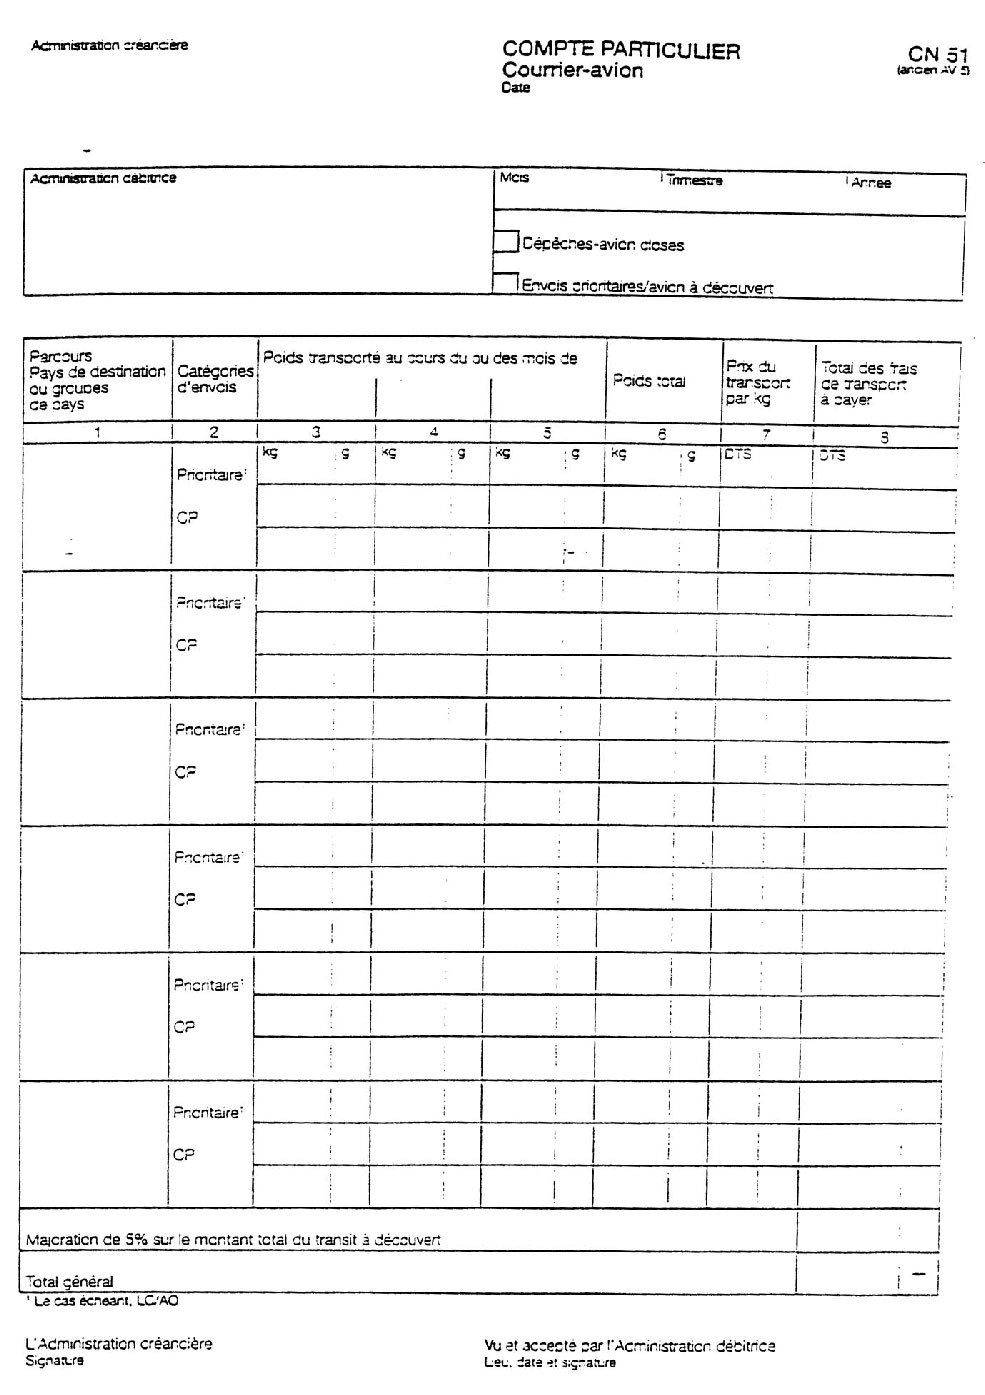 Administration créancière
COMPTE PARTICULIER
Courrier-avion
Date
CN 51
(ancien AV 5)
Administration débitrice
Mois
Trimestre
Année
Dépêches-avion closes
Envois prioritaires/avion à découvert
Parcours
Pays de destination
ou groupes
de pays
Catégories
d'envois
Poids transporté au cours du ou des mois de
Poids total
Prix du
transport
par kg
Total des frais
de transport
à payer
1 2 3 4 5 6 7 8
kg g kg g kg g kg g DTS DTS
Prioritaire¹
CP
Prioritaire¹
CP
Prioritaire¹
CP
Prioritaire¹
CP
Prioritaire¹
CP
Prioritaire¹
CP
Majoration de 5% sur le montant total du transit à découvert
Total général
¹ Le cas échéant, LC/AO
L'Administration créancière
Signature
Vu et accepté par l'Administration débitrice
Lieu, date et signature